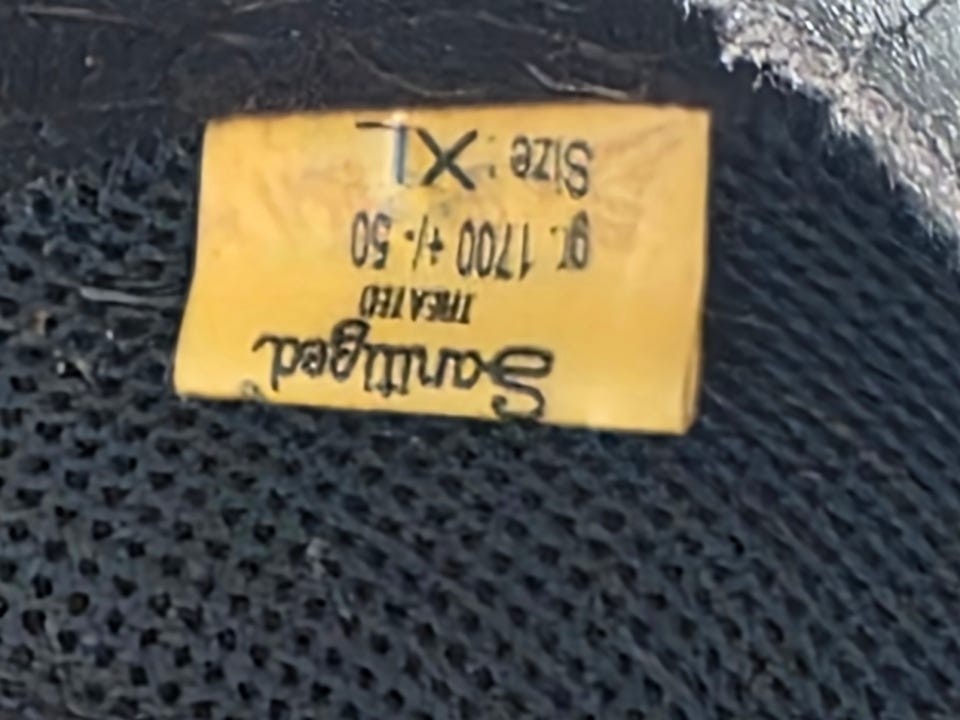 Sanitized
TREATED
gr. 1700 +/- 50
Size : XL